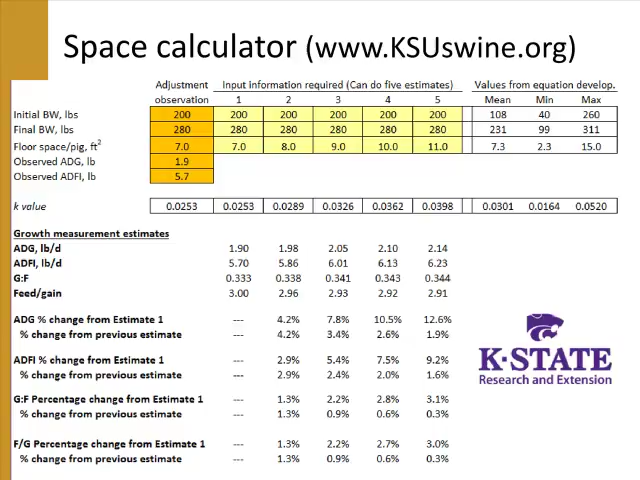 Space calculator (www.KSUswine.org)
Adjustment Input information required (Can do five estimates) Values from equation develop.
observation 1 2 3 4 5 Mean Min Max
Initial BW, lbs 200 200 200 200 200 200 108 40 260
Final BW, lbs 280 280 280 280 280 280 231 99 311
Floor space/pig, ft² 7.0 7.0 8.0 9.0 10.0 11.0 7.3 2.3 15.0
Observed ADG, lb 1.9
Observed ADFI, lb 5.7
k value 0.0253 0.0253 0.0289 0.0326 0.0362 0.0398 0.0301 0.0164 0.0520
Growth measurement estimates
ADG, lb/d 1.90 1.98 2.05 2.10 2.14
ADFI, lb/d 5.70 5.86 6.01 6.13 6.23
G:F 0.333 0.338 0.341 0.343 0.344
Feed/gain 3.00 2.96 2.93 2.92 2.91
ADG % change from Estimate 1 --- 4.2% 7.8% 10.5% 12.6%
% change from previous estimate --- 4.2% 3.4% 2.6% 1.9%
ADFI % change from Estimate 1 --- 2.9% 5.4% 7.5% 9.2%
% change from previous estimate --- 2.9% 2.4% 2.0% 1.6%
G:F Percentage change from Estimate 1 --- 1.3% 2.2% 2.8% 3.1%
% change from previous estimate --- 1.3% 0.9% 0.6% 0.3%
F/G Percentage change from Estimate 1 --- 1.3% 2.2% 2.7% 3.0%
% change from previous estimate --- 1.3% 0.9% 0.6% 0.3%
K-STATE
Research and Extension